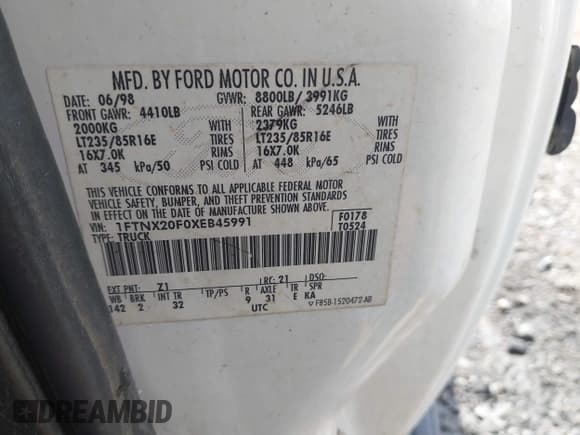 MFD. BY FORD MOTOR CO. IN U.S.A.
DATE: 06/98 GVWR: 8800LB/ 3991KG
FRONT GAWR: 4410LB REAR GAWR: 5246LB
2000KG WITH 2379KG WITH
LT235/85R16E TIRES LT235/85R16E TIRES
16X7.0K RIMS 16X7.0K RIMS
AT 345 kPa/50 PSI COLD AT 448 kPa/65 PSI COLD
THIS VEHICLE CONFORMS TO ALL APPLICABLE FEDERAL MOTOR
VEHICLE SAFETY, BUMPER, AND THEFT PREVENTION STANDARDS
IN EFFECT ON THE DATE OF MANUFACTURE SHOWN ABOVE.
VIN: 1FTNX20F0XEB45991 F0178
TYPE: TRUCK T0524
EXT PNT: Z1 RC: 21 DSO:
WB BRK INT TR TP/PS R AXLE TR SPR
142 2 32 9 31 E KA
UTC F85B-1520472-AB
DREAMBID